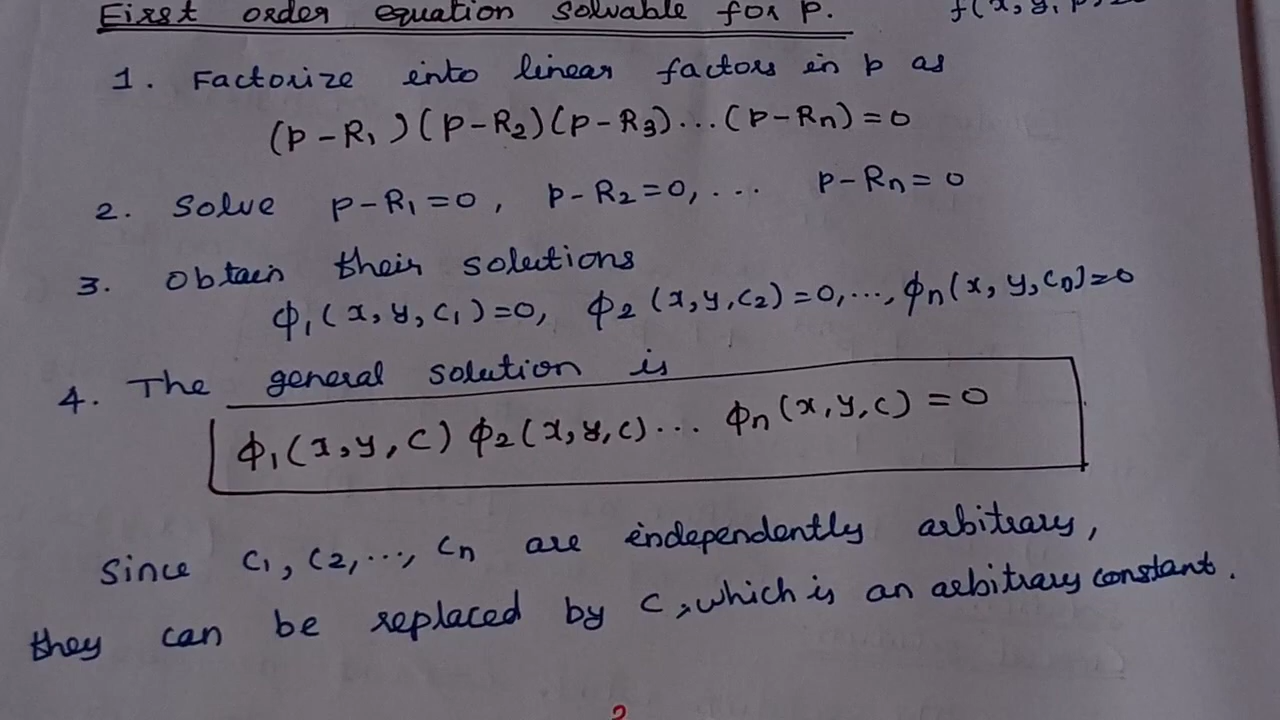 First order equation solvable for p.
f(x, y, p)
1. Factorize into linear factors in p as
(p-R₁)(p-R₂)(p-R₃)...(p-Rn)=0
2. Solve p-R₁=0, p-R₂=0,... p-Rn=0
3. Obtain their solutions
ϕ₁(x,y,c₁)=0, ϕ₂(x,y,c₂)=0,...,ϕn(x,y,cn)=0
4. The general solution is
ϕ₁(x,y,c) ϕ₂(x,y,c)... ϕn(x,y,c)=0
Since c₁, c₂,..., cn are independently arbitrary,
they can be replaced by c, which is an arbitrary constant.